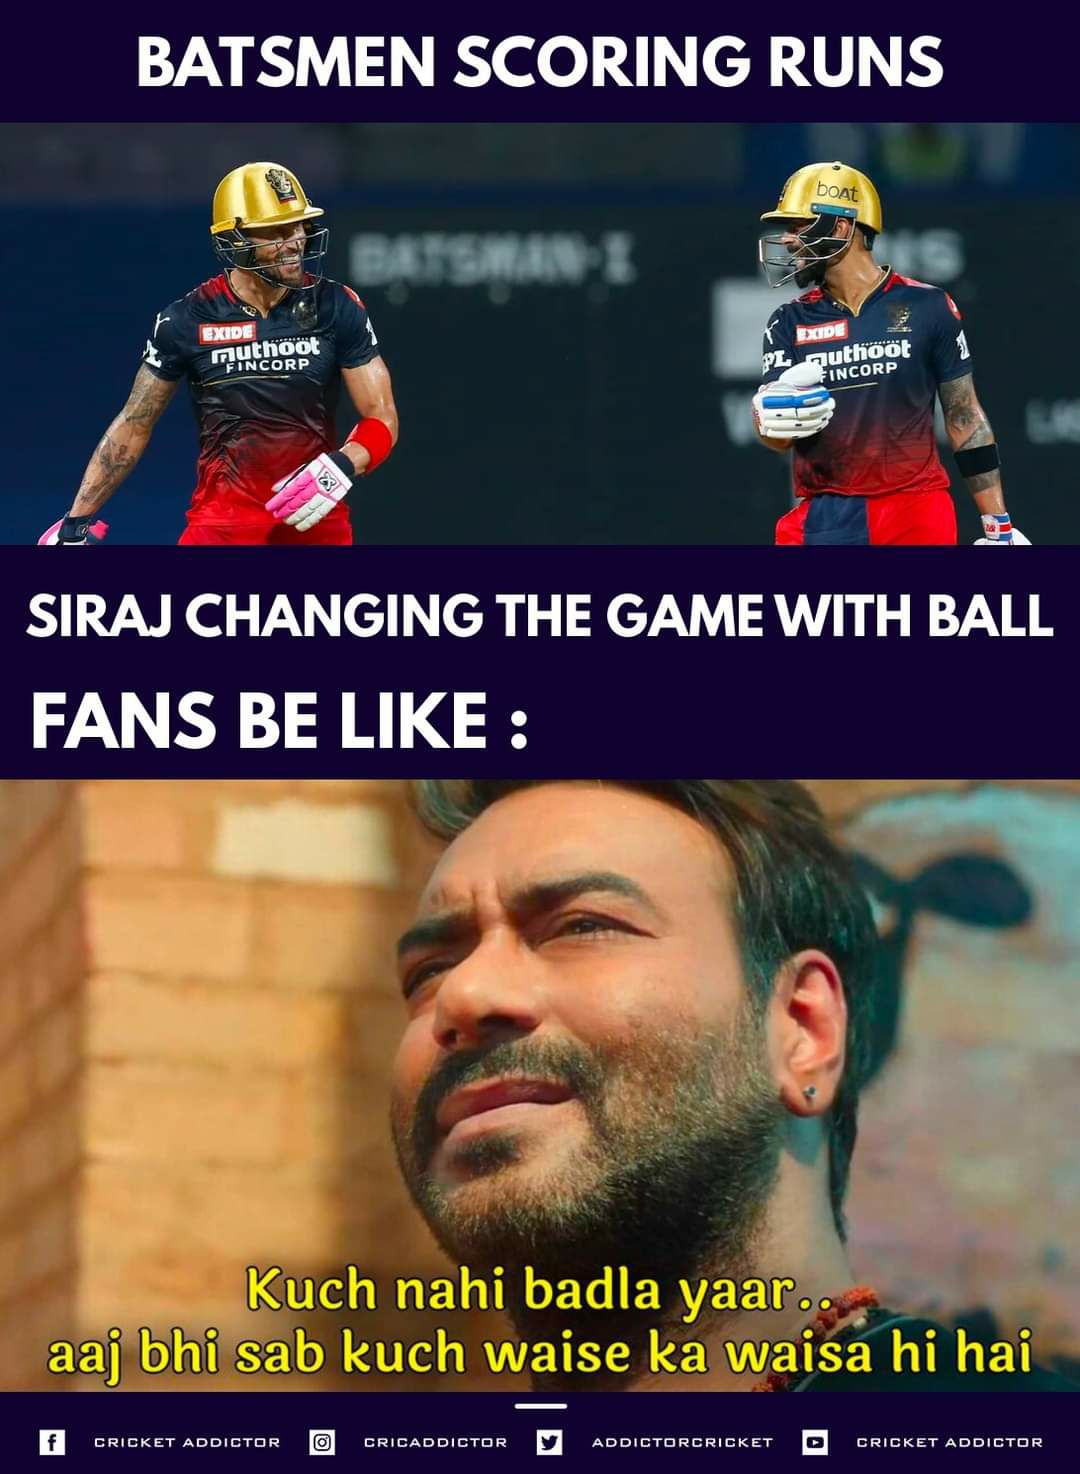 BATSMEN SCORING RUNS
boAt
BATSMAN-1
EXIDE
muthoot
FINCORP
EXIDE
muthoot
FINCORP
SIRAJ CHANGING THE GAME WITH BALL
FANS BE LIKE :
Kuch nahi badla yaar..
aaj bhi sab kuch waise ka waisa hi hai
CRICKET ADDICTOR CRICADDICTOR ADDICTORCRICKET CRICKET ADDICTOR